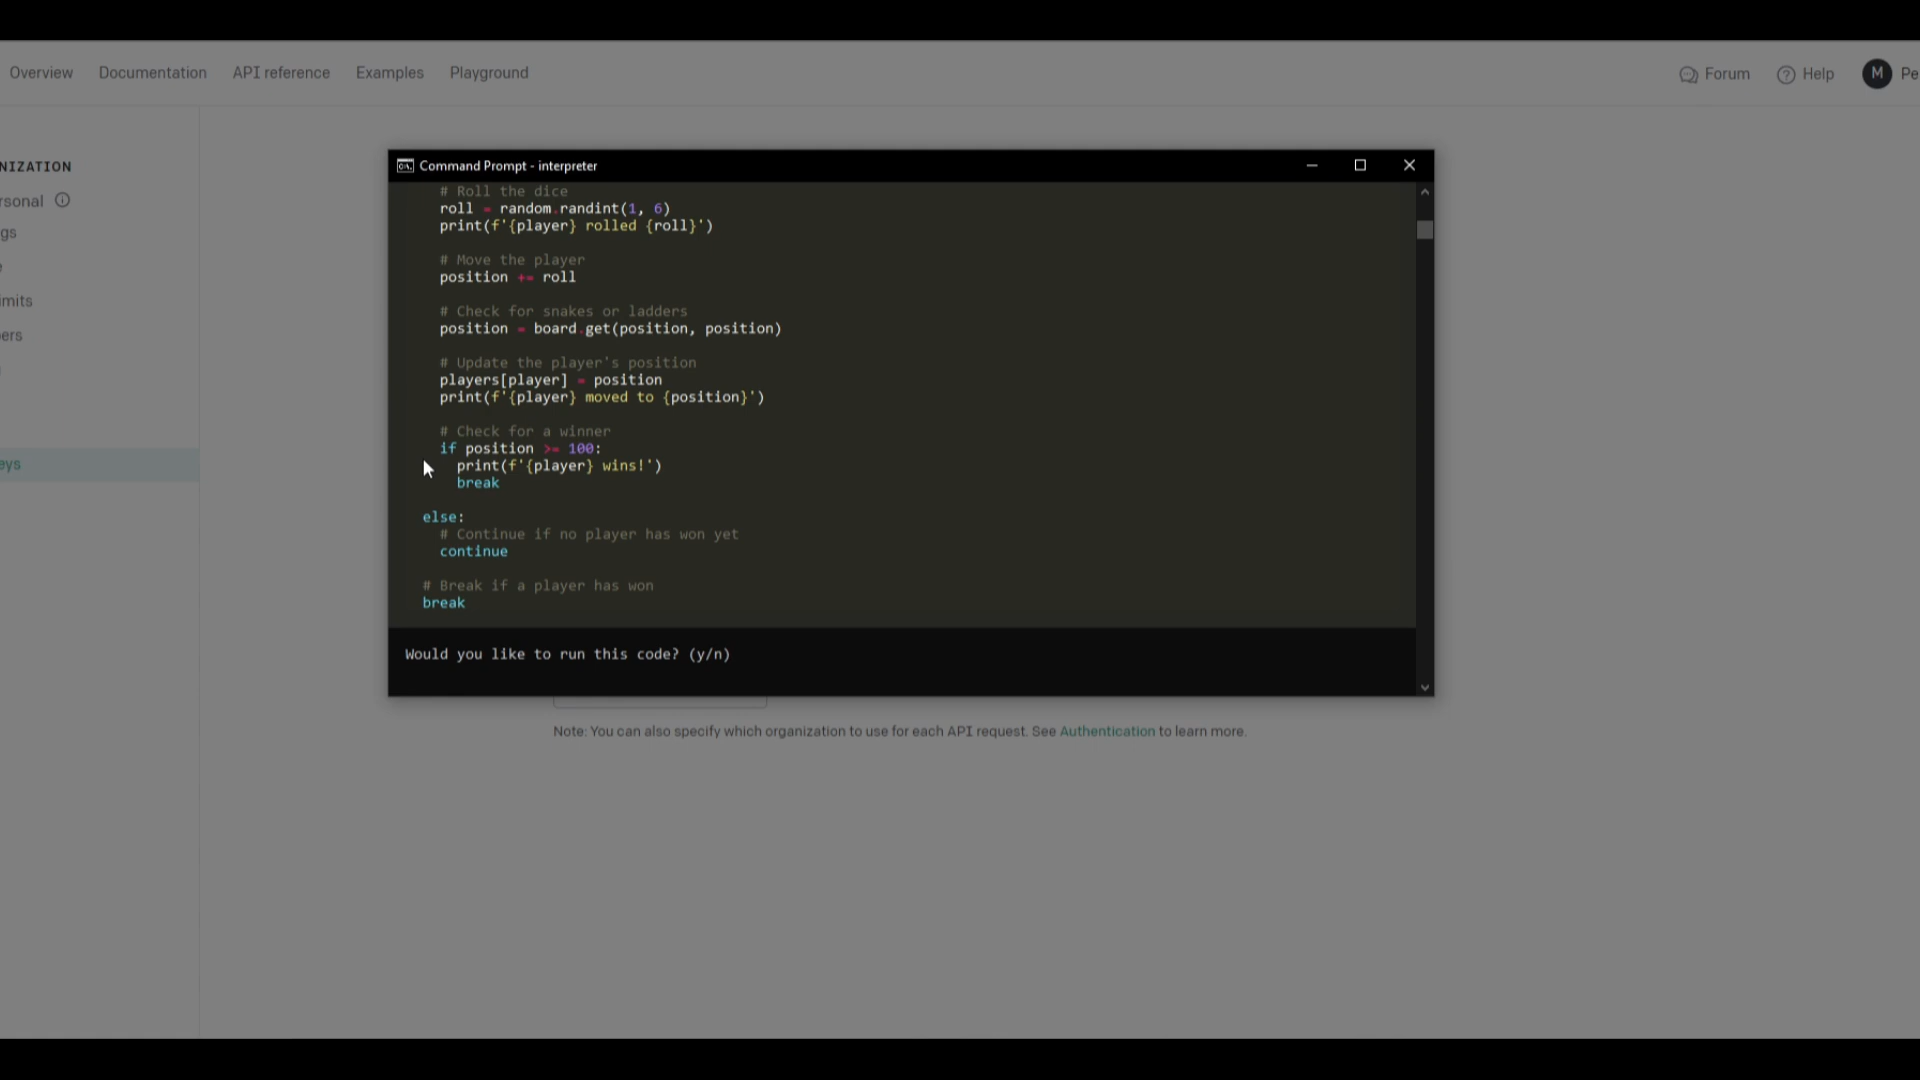 Overview Documentation API reference Examples Playground
Forum Help M Pe
NIZATION
rsonal
gs
imits
ers
eys
Command Prompt - interpreter
# Roll the dice
roll = random.randint(1, 6)
print(f'{player} rolled {roll}')
# Move the player
position += roll
# Check for snakes or ladders
position = board.get(position, position)
# Update the player's position
players[player] = position
print(f'{player} moved to {position}')
# Check for a winner
if position >= 100:
print(f'{player} wins!')
break
else:
# Continue if no player has won yet
continue
# Break if a player has won
break
Would you like to run this code? (y/n)
Note: You can also specify which organization to use for each API request. See Authentication to learn more.